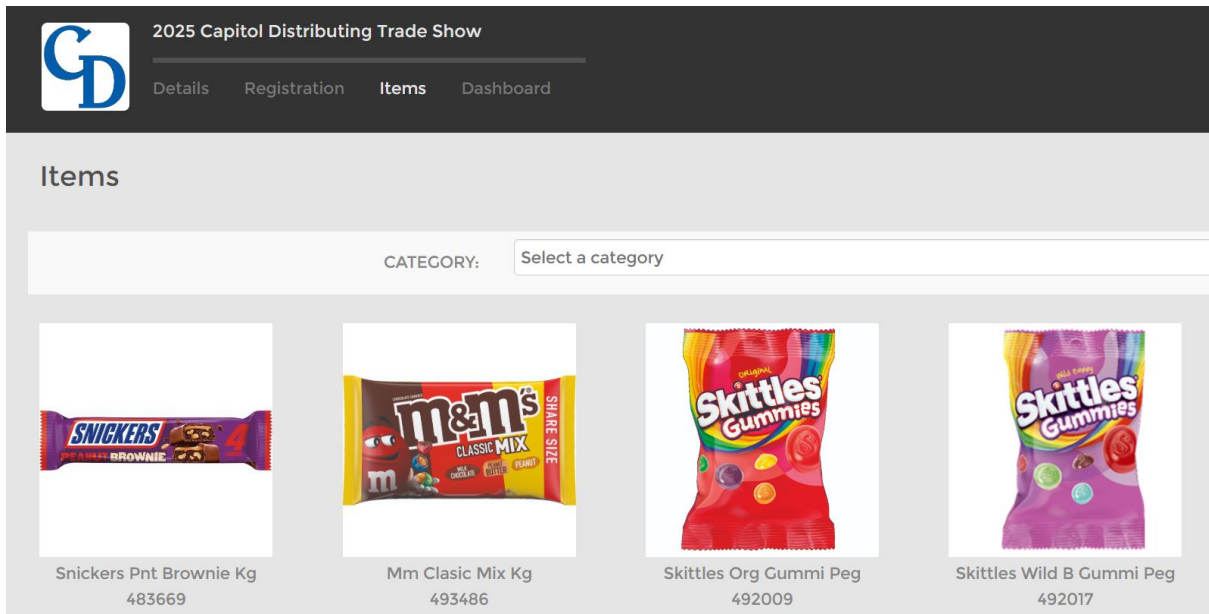 CD
2025 Capitol Distributing Trade Show
Details Registration Items Dashboard
Items
CATEGORY: Select a category
SNICKERS
PEANUT BROWNIE
4
m&m's
CLASSIC MIX
MILK CHOCOLATE
PEANUT BUTTER
PEANUT
SHARE SIZE
m
ORIGINAL
Skittles
Gummies
S
Wild Berry
Skittles
Gummies
S
Snickers Pnt Brownie Kg
483669
Mm Clasic Mix Kg
493486
Skittles Org Gummi Peg
492009
Skittles Wild B Gummi Peg
492017